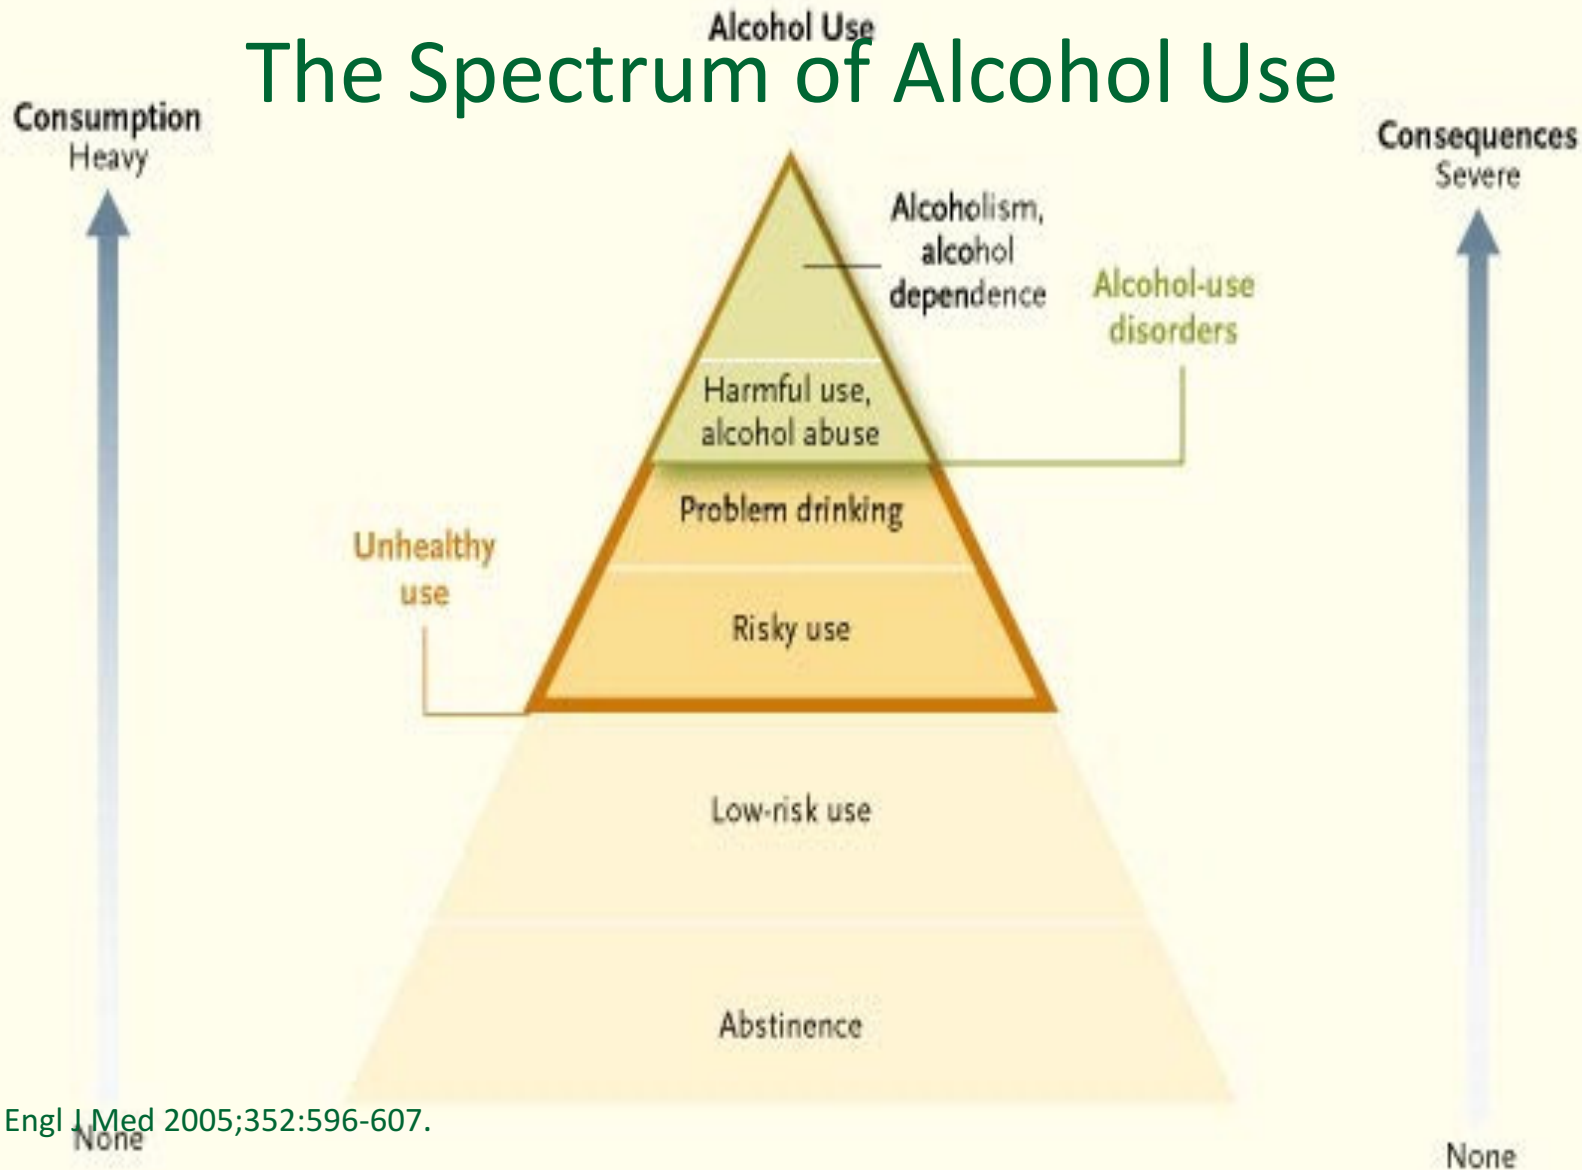 Alcohol Use
The Spectrum of Alcohol Use
Consumption
Heavy
Consequences
Severe
Alcoholism,
alcohol
dependence
Alcohol-use
disorders
Harmful use,
alcohol abuse
Problem drinking
Unhealthy
use
Risky use
Low-risk use
Abstinence
Engl J Med 2005;352:596-607.
None
None